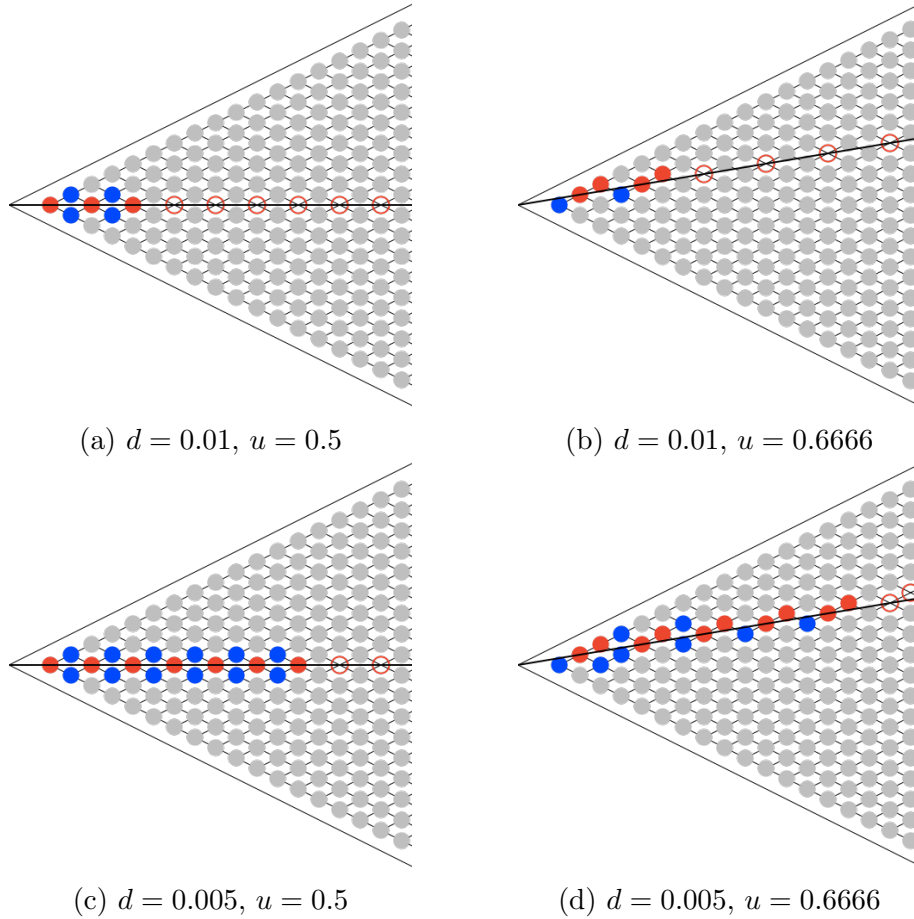 (a) d = 0.01, u = 0.5
(b) d = 0.01, u = 0.6666
(c) d = 0.005, u = 0.5
(d) d = 0.005, u = 0.6666